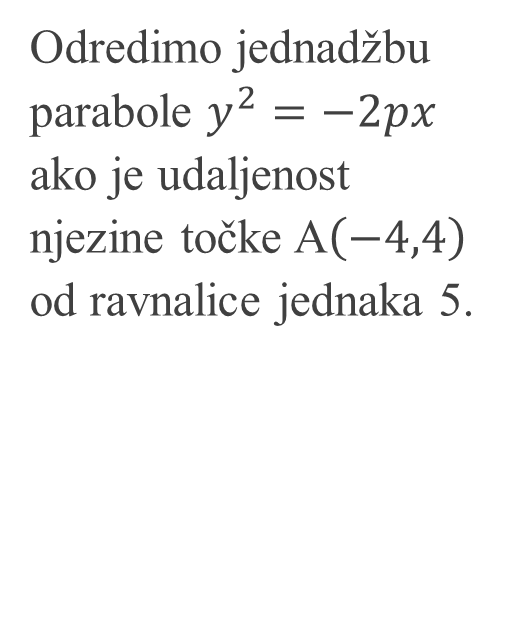 Odredimo jednadžbu
parabole y² = −2px
ako je udaljenost
njezine točke A(−4,4)
od ravnalice jednaka 5.